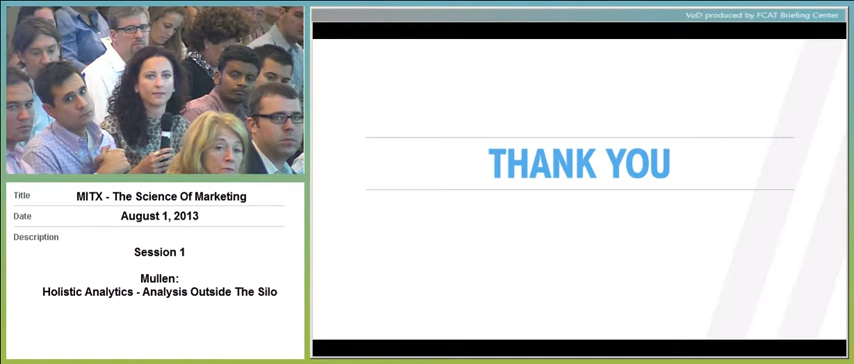 VoD produced by FCAT Briefing Center
THANK YOU
Title MITX - The Science Of Marketing
Date August 1, 2013
Description
Session 1
Mullen:
Holistic Analytics - Analysis Outside The Silo